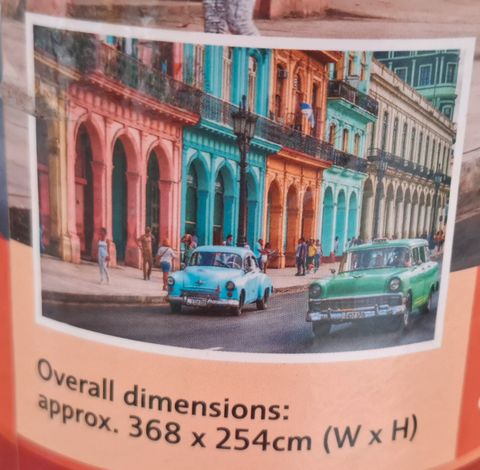 Overall dimensions:
approx. 368 x 254cm (W x H)